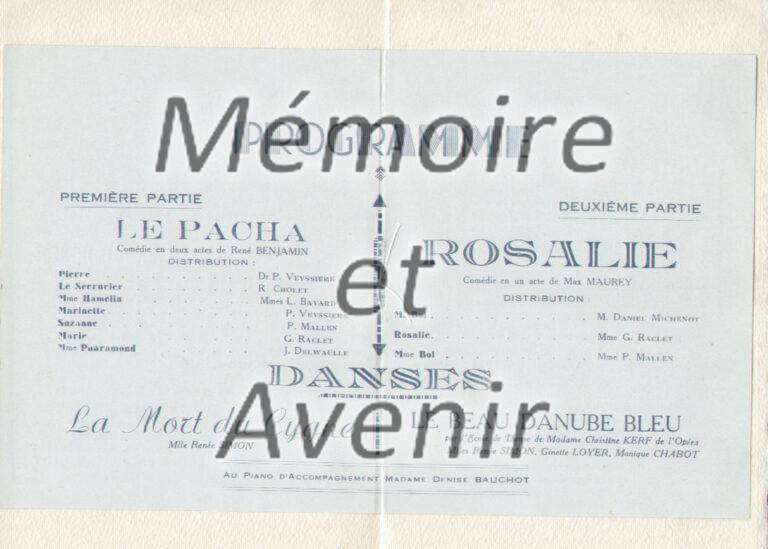 Mémoire
et
Avenir
PROGRAMME
PREMIÈRE PARTIE
LE PACHA
Comédie en deux actes de René BENJAMIN
DISTRIBUTION :
Pierre . . . . . . . . . . Dr P. VEYSSIÈRE
Le Serrurier . . . . . . . . . . R. CHOLET
Mme Hamelin . . . . . . . . . . Mmes L. BAYARD
Marinette . . . . . . . . . . P. VEYSSIÈRE
Suzanne . . . . . . . . . . P. MALLEN
Marie . . . . . . . . . . G. RACLET
Mme Puaramond . . . . . . . . . . J. DELWAULLE
DEUXIÈME PARTIE
ROSALIE
Comédie en un acte de Max MAUREY
DISTRIBUTION :
M. Bol . . . . . . . . . . M. DANIEL MICHENOT
Rosalie. . . . . . . . . . Mme G. RACLET
Mme Bol . . . . . . . . . . Mme P. MALLEN
DANSES
La Mort du Cygne
Mlle Renée SIMON
LE BEAU DANUBE BLEU
par l'École de Danse de Madame Christine KERF de l'Opéra
Mlles Renée SIMON, Ginette LOYER, Monique CHABOT
AU PIANO D'ACCOMPAGNEMENT MADAME DENISE BAUCHOT